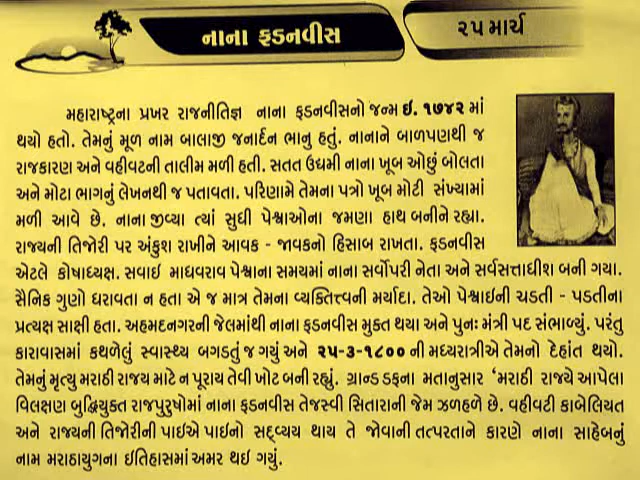 નાના ફડનવીસ
૨૫ માર્ચ
મહારાષ્ટ્રના પ્રખર રાજનીતિજ્ઞ નાના ફડનવીસનો જન્મ ઇ. ૧૭૪૨ માં
થયો હતો. તેમનું મૂળ નામ બાલાજી જનાર્દન ભાનુ હતું. નાનાને બાળપણથી જ
રાજકારણ અને વહીવટની તાલીમ મળી હતી. સતત ઉદ્યમી નાના ખૂબ ઓછું બોલતા
અને મોટા ભાગનું લેખનથી જ પતાવતા. પરિણામે તેમના પત્રો ખૂબ મોટી સંખ્યામાં
મળી આવે છે. નાના જીવ્યા ત્યાં સુધી પેશ્વાઓના જમણા હાથ બનીને રહ્યા.
રાજ્યની તિજોરી પર અંકુશ રાખીને આવક - જાવકનો હિસાબ રાખતા. ફડનવીસ
એટલે કોષાધ્યક્ષ. સવાઇ માધવરાવ પેશ્વાના સમયમાં નાના સર્વોપરી નેતા અને સર્વસત્તાધીશ બની ગયા.
સૈનિક ગુણો ધરાવતા ન હતા એ જ માત્ર તેમના વ્યક્તિત્ત્વની મર્યાદા. તેઓ પેશ્વાઇની ચડતી - પડતીના
પ્રત્યક્ષ સાક્ષી હતા. અહમદનગરની જેલમાંથી નાના ફડનવીસ મુક્ત થયા અને પુનઃ મંત્રી પદ સંભાળ્યું. પરંતુ
કારાવાસમાં કથળેલું સ્વાસ્થ્ય બગડતું જ ગયું અને ૨૫-૩-૧૮૦૦ ની મધ્યરાત્રીએ તેમનો દેહાંત થયો.
તેમનું મૃત્યુ મરાઠી રાજ્ય માટે ન પૂરાય તેવી ખોટ બની રહ્યું. ગ્રાન્ડ ડફના મતાનુસાર ‘મરાઠી રાજ્યે આપેલા
વિલક્ષણ બુદ્ધિયુક્ત રાજપુરુષોમાં નાના ફડનવીસ તેજસ્વી સિતારાની જેમ ઝળહળે છે. વહીવટી કાબેલિયત
અને રાજ્યની તિજોરીની પાઈએ પાઈનો સદ્વ્યય થાય તે જોવાની તત્પરતાને કારણે નાના સાહેબનું
નામ મરાઠાયુગના ઈતિહાસમાં અમર થઇ ગયું.